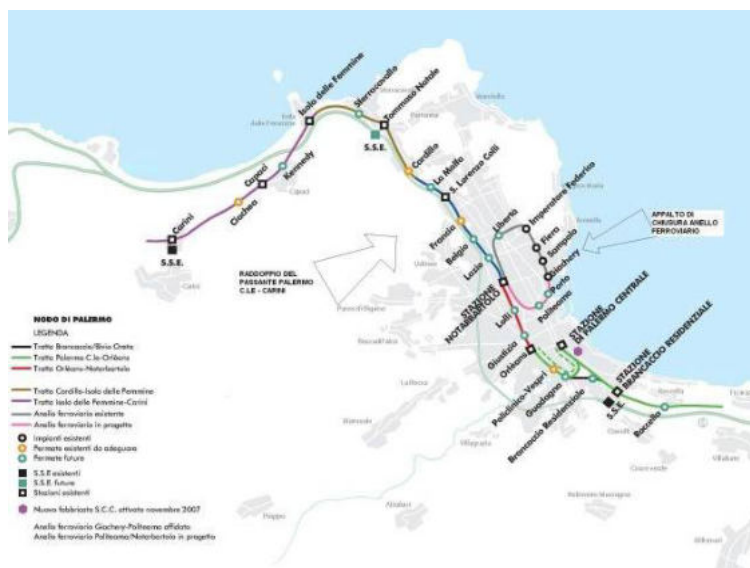 Isola delle Femmine
Sferracavallo
Tommaso Natale
S.S.E.
Cardillo
La Malfa
S. Lorenzo Colli
Capaci
Kennedy
Ciachea
Carini
S.S.E.
Capaci
Carini
Francia
Belgio
Lazio
Libertà
Imperatore Federico
Fiera
Sampolo
Giachery
Porto
Politeama
APPALTO DI
CHIUSURA ANELLO
FERROVIARIO
RADDOPPIO DEL
PASSANTE PALERMO
C.LE - CARINI
STAZIONE
NOTARBARTOLO
Lolli
Giustizia
Orléans
STAZIONE
DI PALERMO CENTRALE
STAZIONE
BRANCACCIO RESIDENZIALE
Policlinico-Vespri
Guadagna
Brancaccio Residenziale
S.S.E.
Roccella
NODO DI PALERMO
LEGENDA
Tratta Brancaccio/Bivio Oreto
Tratta Palermo C.le-Orléans
Tratta Orléans-Notarbartolo
Tratta Cardillo-Isola delle Femmine
Tratta Isola delle Femmine-Carini
Anello ferroviario esistente
Anello ferroviario in progetto
Impianti esistenti
Fermate esistenti da adeguare
Fermate future
S.S.E esistenti
S.S.E. future
Stazioni esistenti
Nuovo fabbricato S.C.C. attivato novembre 2007
Anello ferroviario Giachery-Politeama affidato
Anello ferroviario Politeama/Notarbartolo in progetto